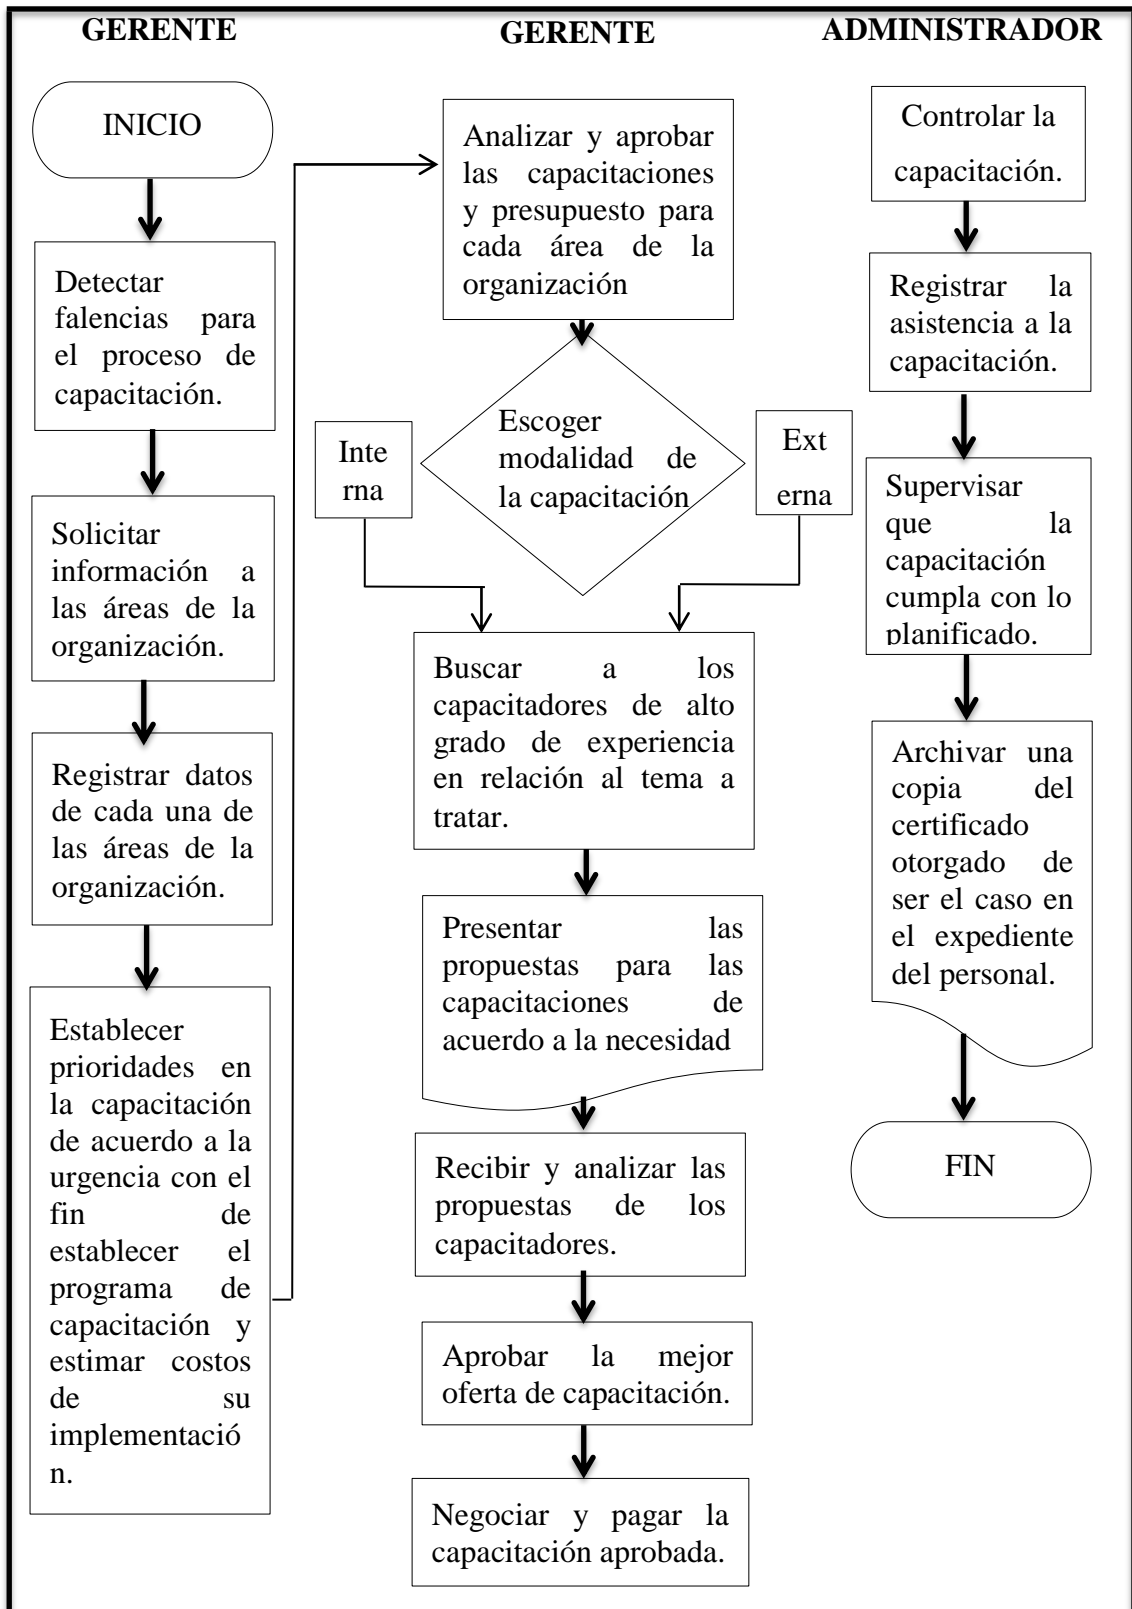 GERENTE
INICIO
Detectar
falencias para
el proceso de
capacitación.
Solicitar
información a
las áreas de la
organización.
Registrar datos
de cada una de
las áreas de la
organización.
Establecer
prioridades en
la capacitación
de acuerdo a la
urgencia con el
fin de
establecer el
programa de
capacitación y
estimar costos
de su
implementació
n.
GERENTE
Analizar y aprobar
las capacitaciones
y presupuesto para
cada área de la
organización
Escoger
modalidad de
la capacitación
Inte
rna
Ext
erna
Buscar a los
capacitadores de alto
grado de experiencia
en relación al tema a
tratar.
Presentar las
propuestas para las
capacitaciones de
acuerdo a la necesidad
Recibir y analizar las
propuestas de los
capacitadores.
Aprobar la mejor
oferta de capacitación.
Negociar y pagar la
capacitación aprobada.
ADMINISTRADOR
Controlar la
capacitación.
Registrar la
asistencia a la
capacitación.
Supervisar
que la
capacitación
cumpla con lo
planificado.
Archivar una
copia del
certificado
otorgado de
ser el caso en
el expediente
del personal.
FIN